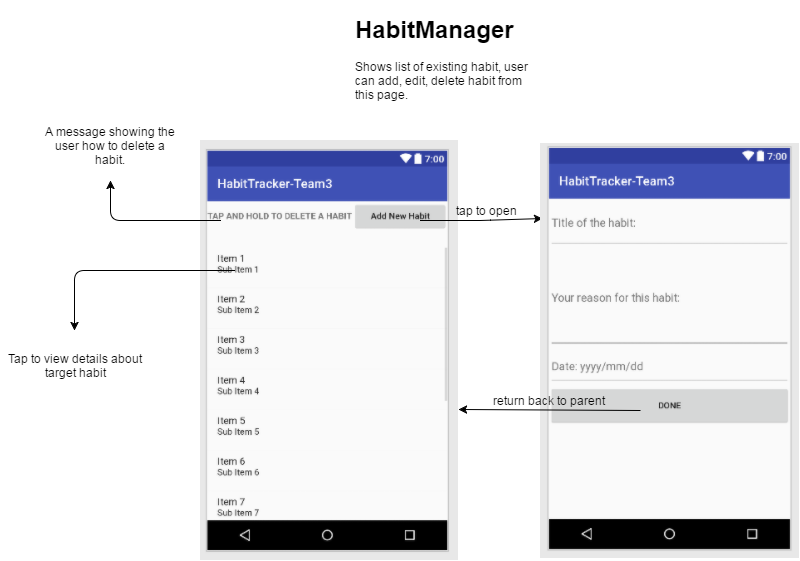 HabitManager
Shows list of existing habit, user
can add, edit, delete habit from
this page.
A message showing the
user how to delete a
habit.
7:00
HabitTracker-Team3
TAP AND HOLD TO DELETE A HABIT
Add New Habit
tap to open
Item 1
Sub Item 1
Item 2
Sub Item 2
Item 3
Sub Item 3
Item 4
Sub Item 4
Item 5
Sub Item 5
Item 6
Sub Item 6
Item 7
Sub Item 7
Tap to view details about
target habit
7:00
HabitTracker-Team3
Title of the habit:
Your reason for this habit:
Date: yyyy/mm/dd
return back to parent
DONE